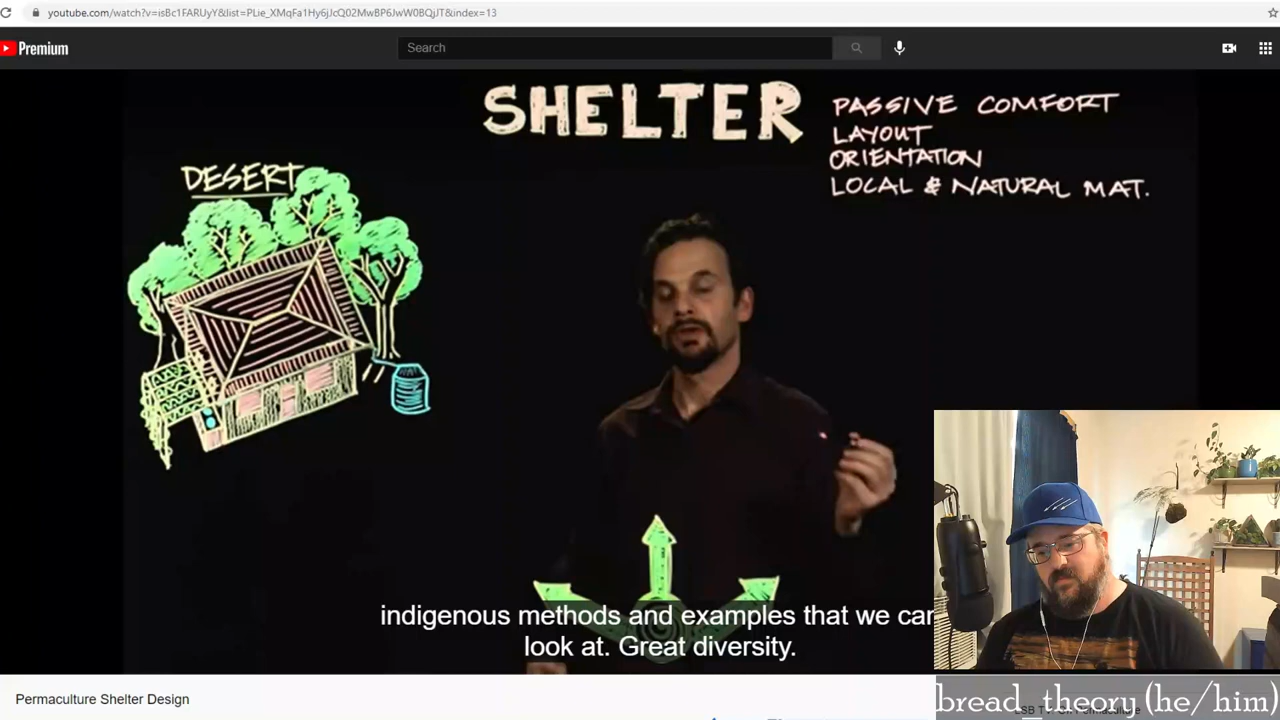 youtube.com/watch?v=isBc1FARUyY&list=PLie_XMqFa1Hy6jJcQ02MwBP6JwW0BQjJT&index=13
Premium
Search
SHELTER
PASSIVE COMFORT
LAYOUT
ORIENTATION
LOCAL & NATURAL MAT.
DESERT
indigenous methods and examples that we can
look at. Great diversity.
Permaculture Shelter Design
bread_theory (he/him)